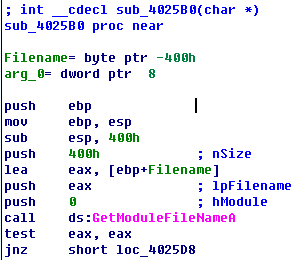 ; int __cdecl sub_4025B0(char *)
sub_4025B0 proc near
Filename= byte ptr -400h
arg_0= dword ptr  8
push    ebp
mov     ebp, esp
sub     esp, 400h
push    400h            ; nSize
lea     eax, [ebp+Filename]
push    eax             ; lpFilename
push    0               ; hModule
call    ds:GetModuleFileNameA
test    eax, eax
jnz     short loc_4025D8